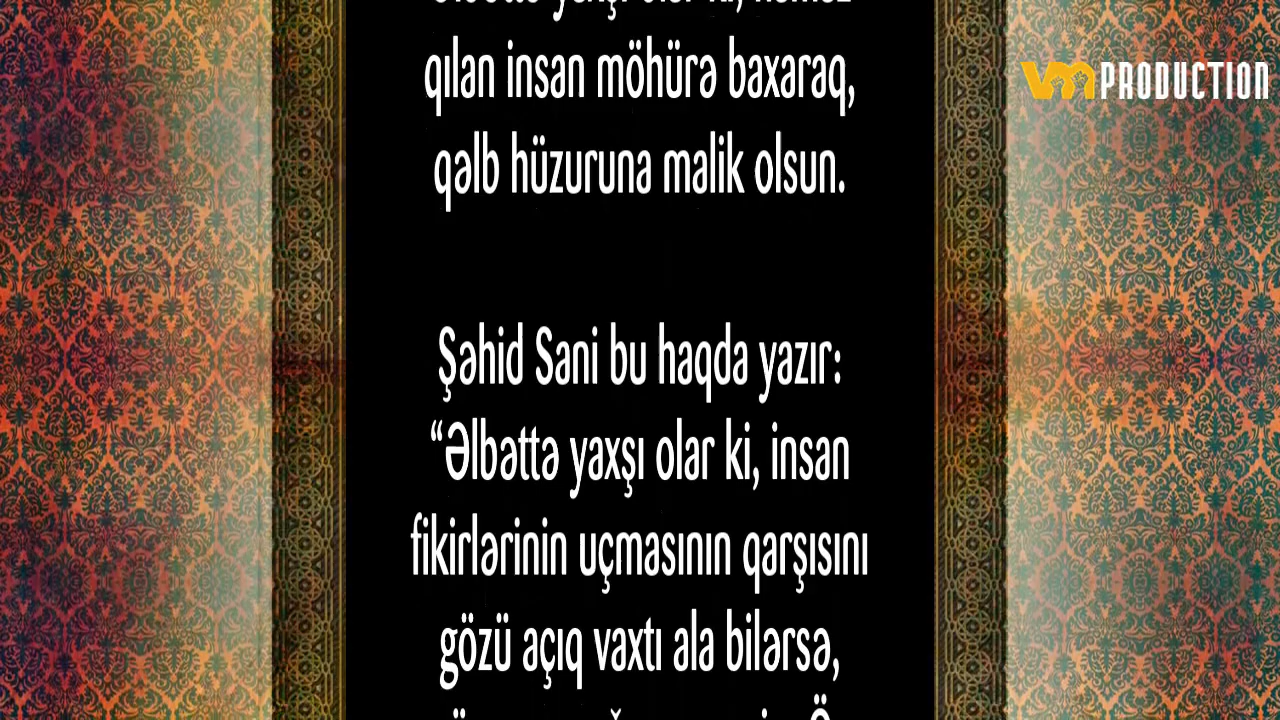 VM PRODUCTION
qılan insan möhürə baxaraq,
qəlb hüzuruna malik olsun.
Şəhid Sani bu haqda yazır:
“Əlbəttə yaxşı olar ki, insan
fikirlərinin uçmasının qarşısını
gözü açıq vaxtı ala bilərsə,